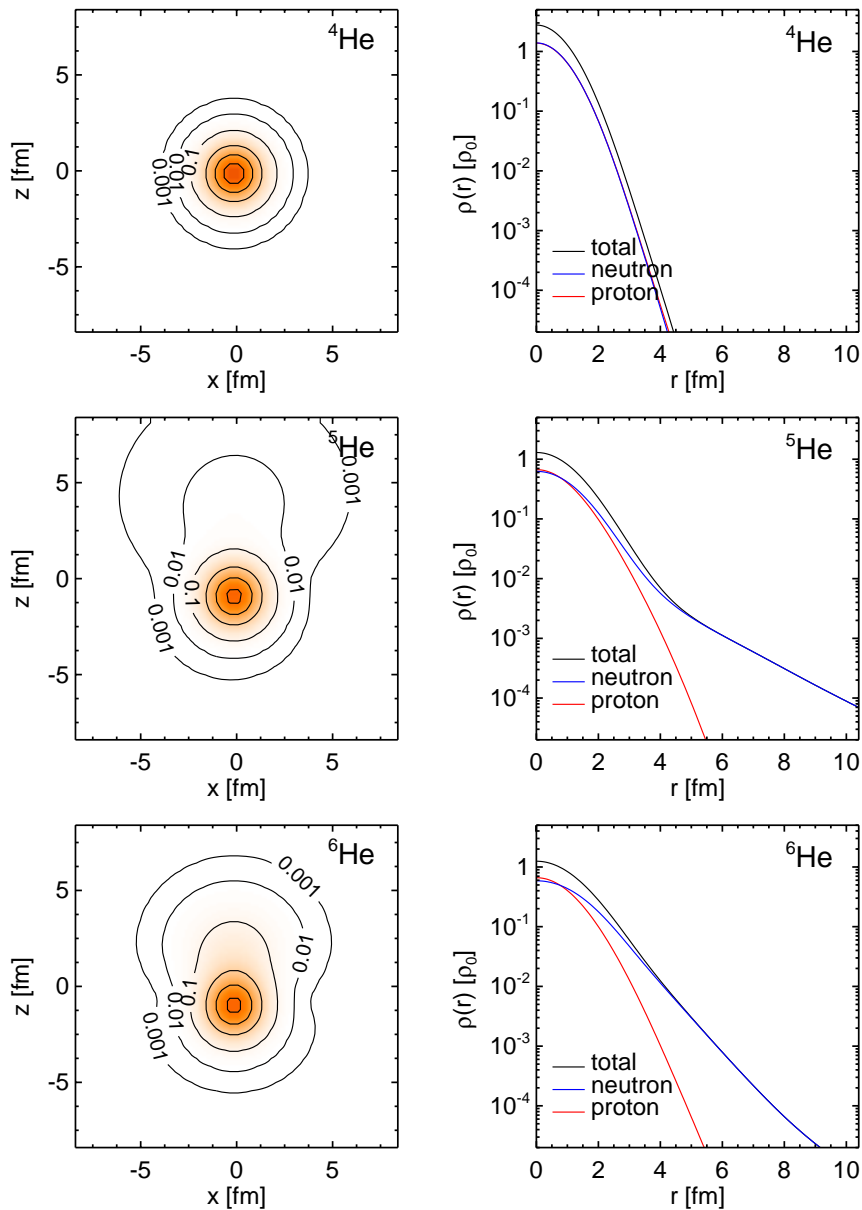 ⁴He
z [fm]
5
0
-5
0.001
0.01
0.1
-5 0 5
x [fm]
⁴He
ρ(r) [ρ₀]
1
10⁻¹
10⁻²
10⁻³
10⁻⁴
total
neutron
proton
0 2 4 6 8 10
r [fm]
⁵He
z [fm]
5
0
-5
0.001
0.01
0.01
0.1
0.001
-5 0 5
x [fm]
⁵He
ρ(r) [ρ₀]
1
10⁻¹
10⁻²
10⁻³
10⁻⁴
total
neutron
proton
0 2 4 6 8 10
r [fm]
⁶He
z [fm]
5
0
-5
0.001
0.01
0.1
0.01
0.001
-5 0 5
x [fm]
⁶He
ρ(r) [ρ₀]
1
10⁻¹
10⁻²
10⁻³
10⁻⁴
total
neutron
proton
0 2 4 6 8 10
r [fm]